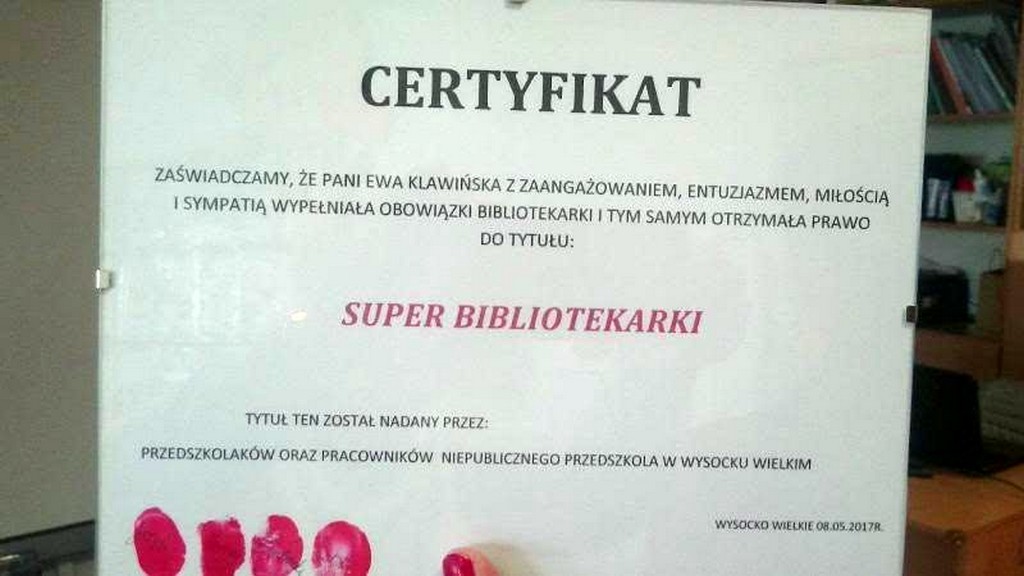 CERTYFIKAT
ZAŚWIADCZAMY, ŻE PANI EWA KLAWIŃSKA Z ZAANGAŻOWANIEM, ENTUZJAZMEM, MIŁOŚCIĄ
I SYMPATIĄ WYPEŁNIAŁA OBOWIĄZKI BIBLIOTEKARKI I TYM SAMYM OTRZYMAŁA PRAWO
DO TYTUŁU:
SUPER BIBLIOTEKARKI
TYTUŁ TEN ZOSTAŁ NADANY PRZEZ:
PRZEDSZKOLAKÓW ORAZ PRACOWNIKÓW NIEPUBLICZNEGO PRZEDSZKOLA W WYSOCKU WIELKIM
WYSOCKO WIELKIE 08.05.2017R.